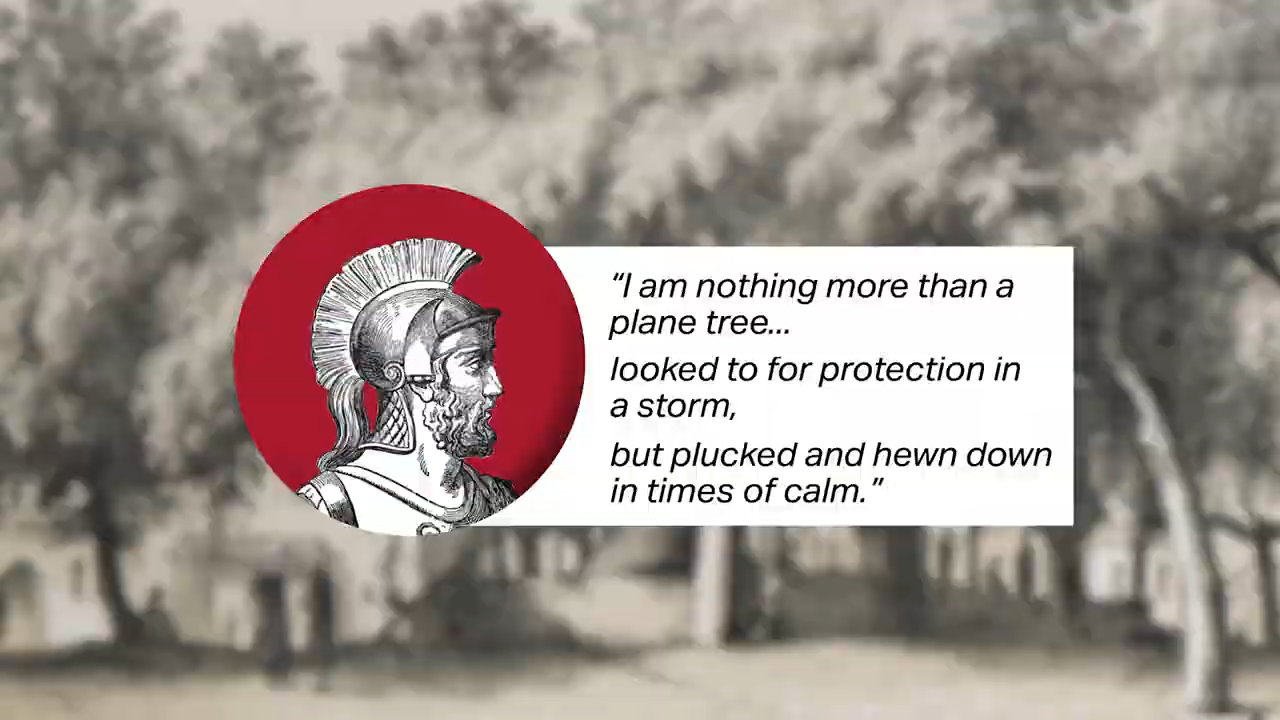 “I am nothing more than a
plane tree...
looked to for protection in
a storm,
but plucked and hewn down
in times of calm.”